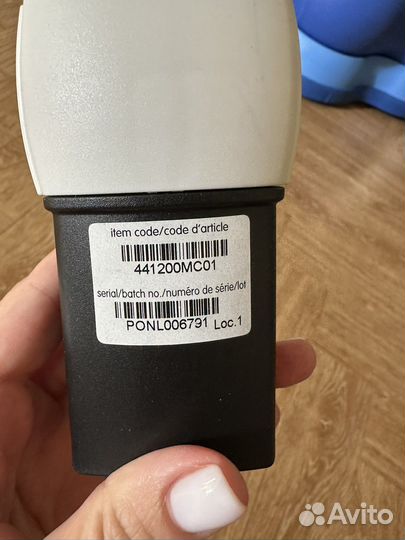 item code/code d'article
441200MC01
serial/batch no./numéro de série/lot
PONL006791 Loc.1
Avito